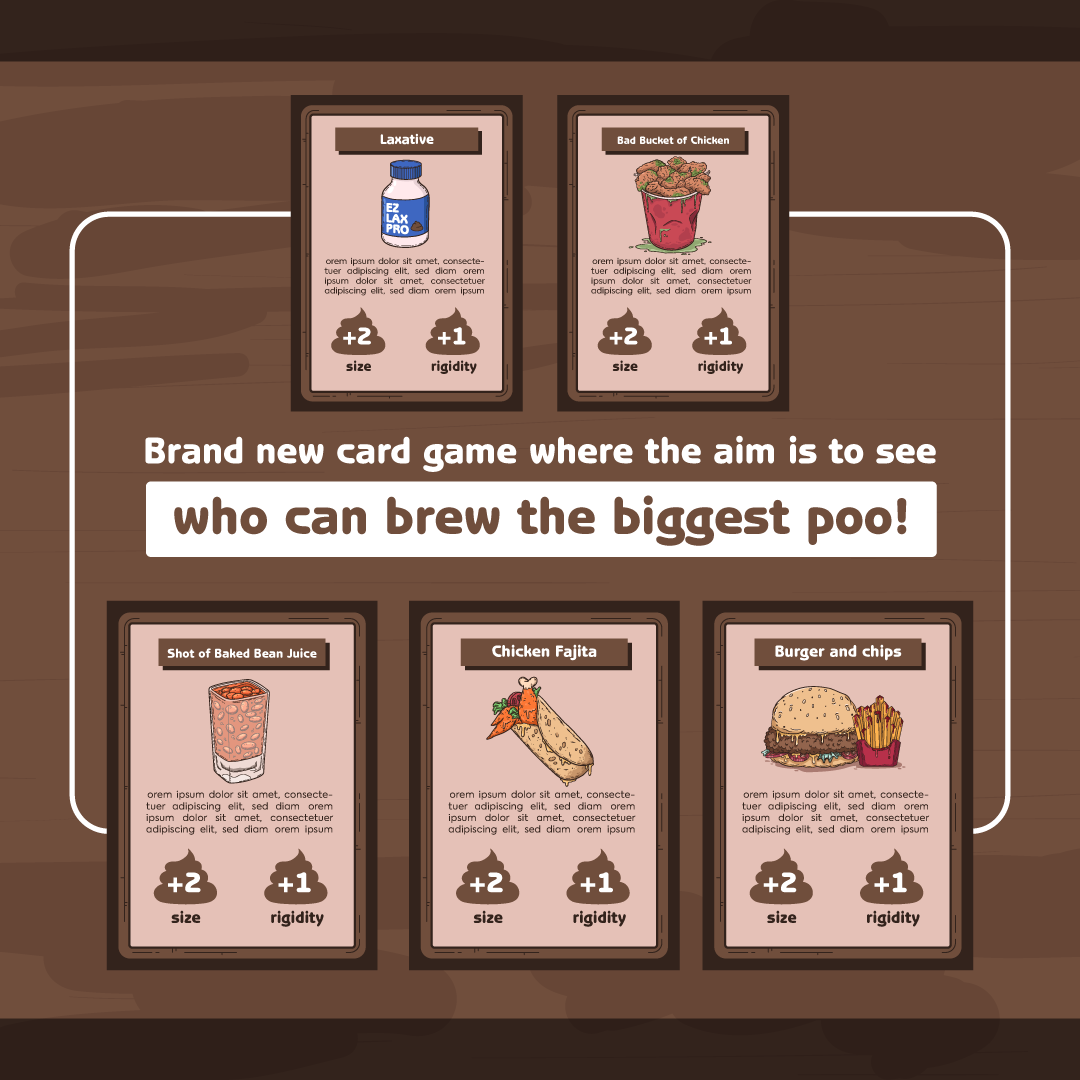 Laxative
EZ
LAX
PRO
orem ipsum dolor sit amet, consecte-
tuer adipiscing elit, sed diam orem
ipsum dolor sit amet, consectetuer
adipiscing elit, sed diam orem ipsum
+2
+1
size
rigidity
Bad Bucket of Chicken
orem ipsum dolor sit amet, consecte-
tuer adipiscing elit, sed diam orem
ipsum dolor sit amet, consectetuer
adipiscing elit, sed diam orem ipsum
+2
+1
size
rigidity
Brand new card game where the aim is to see
who can brew the biggest poo!
Shot of Baked Bean Juice
orem ipsum dolor sit amet, consecte-
tuer adipiscing elit, sed diam orem
ipsum dolor sit amet, consectetuer
adipiscing elit, sed diam orem ipsum
+2
+1
size
rigidity
Chicken Fajita
orem ipsum dolor sit amet, consecte-
tuer adipiscing elit, sed diam orem
ipsum dolor sit amet, consectetuer
adipiscing elit, sed diam orem ipsum
+2
+1
size
rigidity
Burger and chips
orem ipsum dolor sit amet, consecte-
tuer adipiscing elit, sed diam orem
ipsum dolor sit amet, consectetuer
adipiscing elit, sed diam orem ipsum
+2
+1
size
rigidity